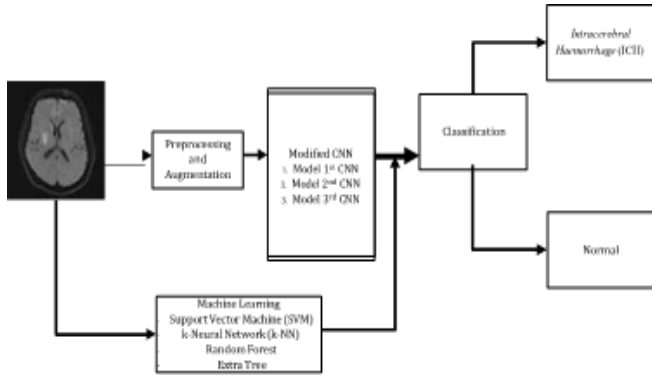 Preprocessing
and
Augmentation
Modified CNN
1. Model 1st CNN
2. Model 2nd CNN
3. Model 3rd CNN
Classification
Intracerebral
Haemorrhage (ICH)
Normal
Machine Learning
Support Vector Machine (SVM)
k-Neural Network (k-NN)
Random Forest
Extra Tree